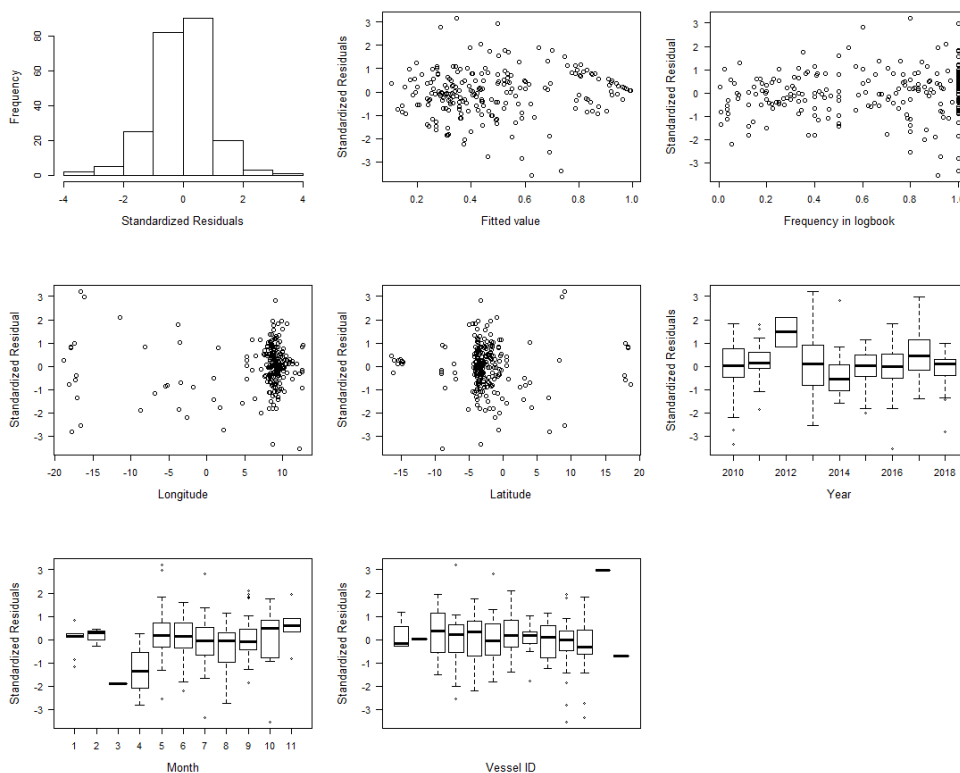 80
60
40
20
0
Frequency
-4 -2 0 2 4
Standardized Residuals
3
2
1
0
-1
-2
-3
Standardized Residuals
0.2 0.4 0.6 0.8 1.0
Fitted value
3
2
1
0
-1
-2
-3
Standardized Residual
0.0 0.2 0.4 0.6 0.8 1.0
Frequency in logbook
3
2
1
0
-1
-2
-3
Standardized Residual
-20 -15 -10 -5 0 5 10
Longitude
3
2
1
0
-1
-2
-3
Standardized Residual
-15 -10 -5 0 5 10 15 20
Latitude
3
2
1
0
-1
-2
-3
Standardized Residuals
2010 2012 2014 2016 2018
Year
3
2
1
0
-1
-2
-3
Standardized Residuals
1 2 3 4 5 6 7 8 9 10 11
Month
3
2
1
0
-1
-2
-3
Standardized Residuals
Vessel ID